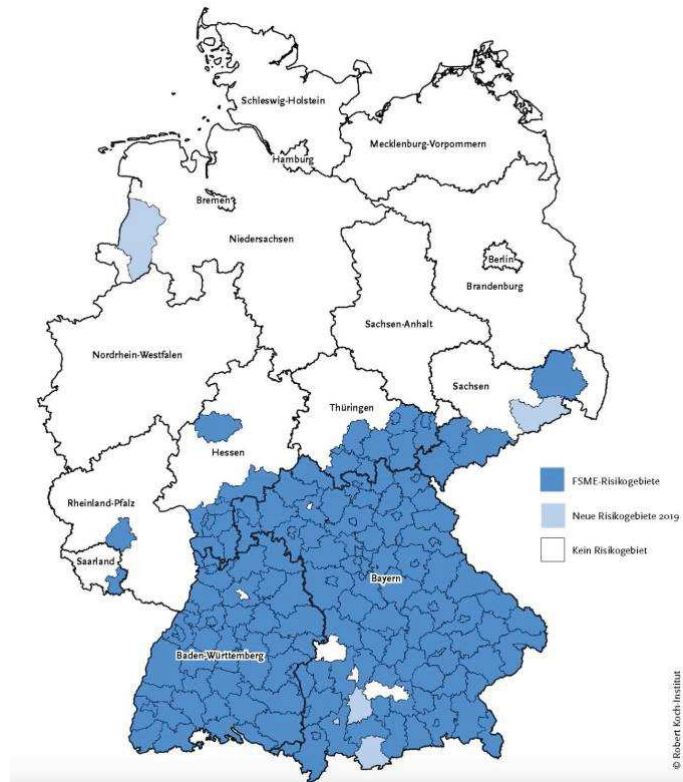 Schleswig-Holstein
Mecklenburg-Vorpommern
Hamburg
Bremen
Niedersachsen
Berlin
Brandenburg
Sachsen-Anhalt
Nordrhein-Westfalen
Sachsen
Thüringen
Hessen
FSME-Risikogebiete
Rheinland-Pfalz
Neue Risikogebiete 2019
Kein Risikogebiet
Saarland
Bayern
Baden-Württemberg
© Robert Koch-Institut